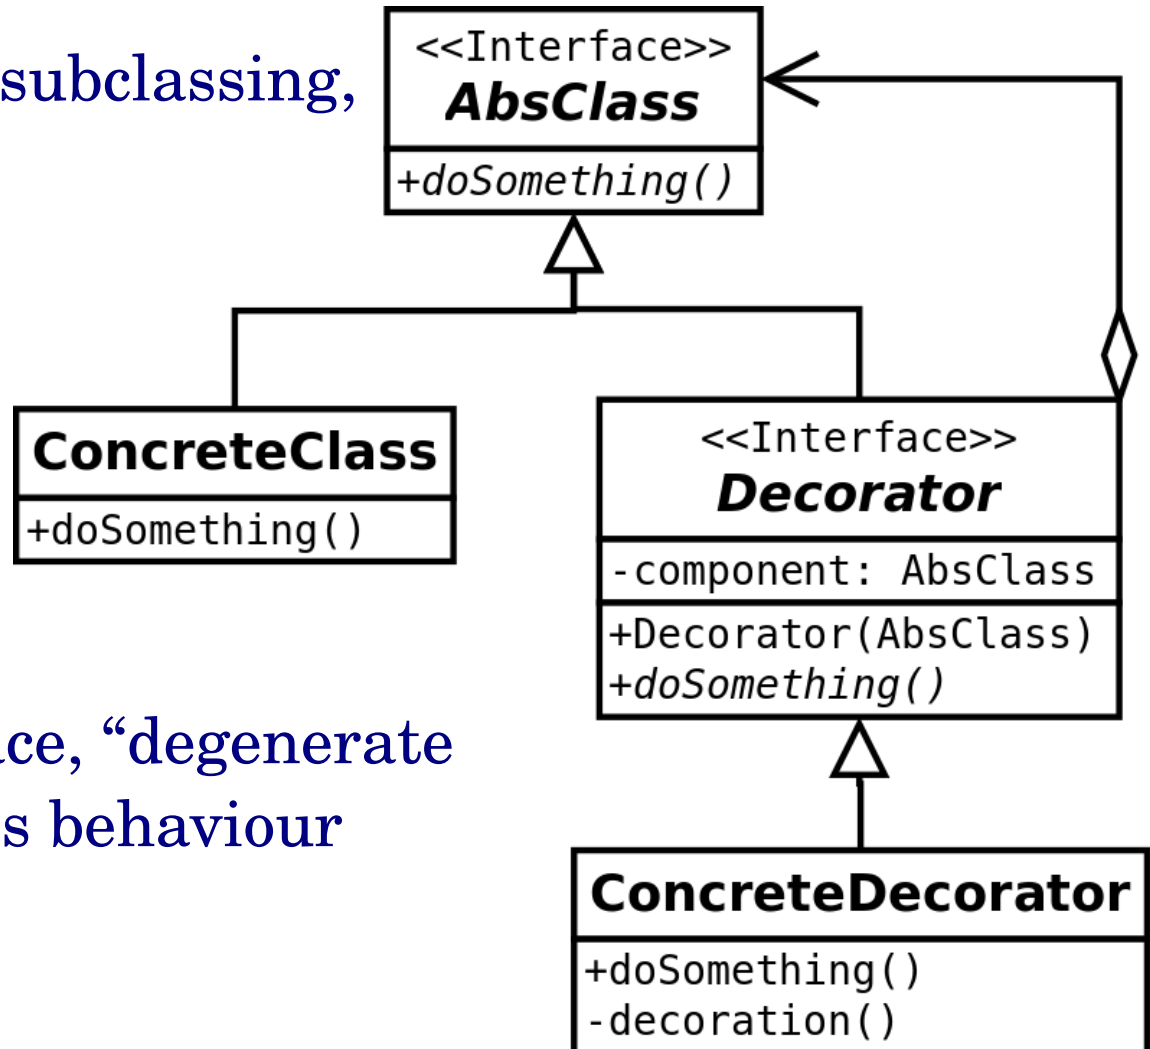 subclassing,
<<Interface>>
AbsClass
+doSomething()
ConcreteClass
+doSomething()
<<Interface>>
Decorator
-component: AbsClass
+Decorator(AbsClass)
+doSomething()
ce, “degenerate
s behaviour
ConcreteDecorator
+doSomething()
-decoration()